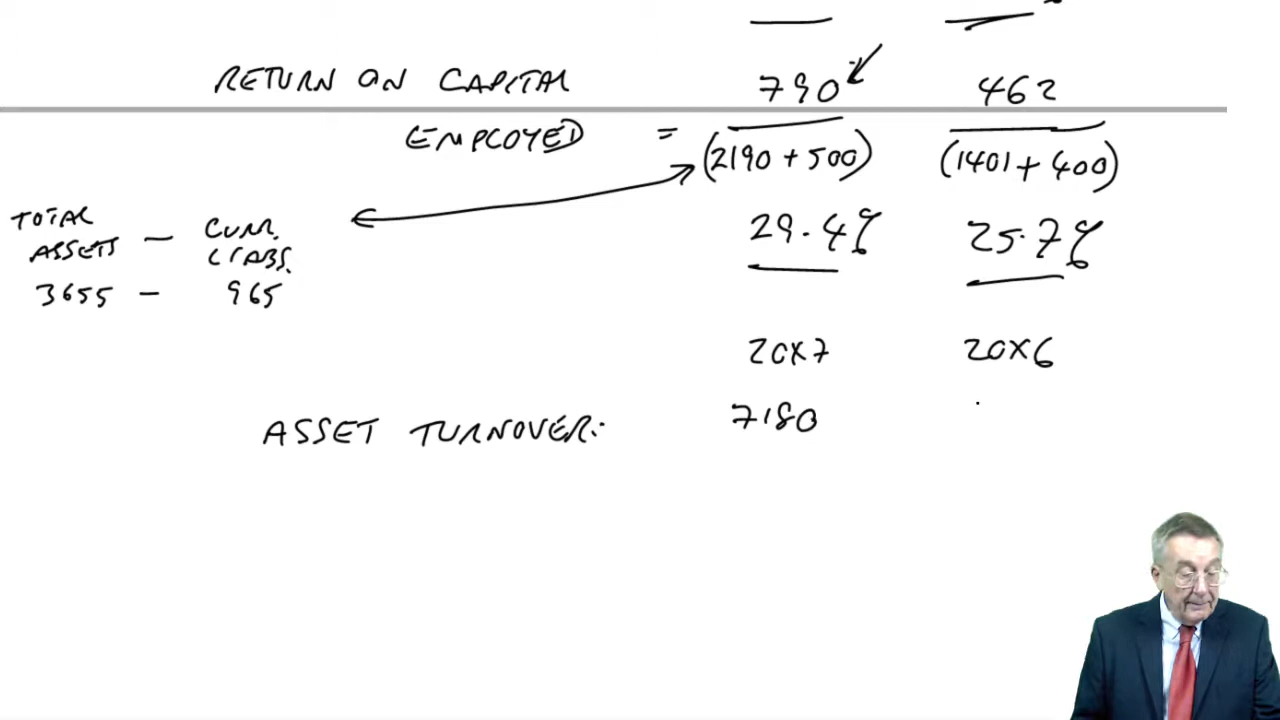 RETURN ON CAPITAL 790 462
EMPLOYED = (2190 + 500) (1401 + 400)
TOTAL ASSETS - CURR. LIABS. 29.4% 25.7%
3655 - 965
20X7 20X6
ASSET TURNOVER: 7180